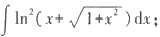 ∫ ln²(x+ √(1+x²) ) dx;